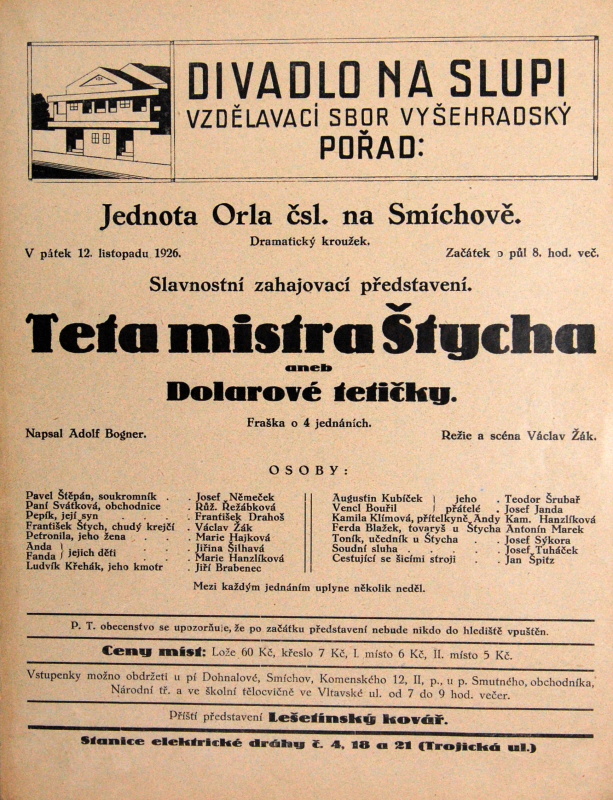 DIVADLO NA SLUPI
VZDĚLAVACÍ SBOR VYŠEHRADSKÝ
POŘAD:
Jednota Orla čsl. na Smíchově.
Dramatický kroužek.
V pátek 12. listopadu 1926.
Začátek o půl 8. hod. več.
Slavnostní zahajovací představení.
Teta mistra Štycha
aneb
Dolarové tetičky.
Fraška o 4 jednáních.
Napsal Adolf Bogner.
Režie a scéna Václav Žák.
OSOBY:
Pavel Štěpán, soukromník . . Josef Němeček
Paní Svátková, obchodnice . Růž. Režábková
Pepík, její syn . . . František Drahoš
František Štych, chudý krejčí . Václav Žák
Petronila, jeho žena . . . Marie Hajková
Anda } jejich děti . . Jiřina Šilhavá
Fanda } . . Marie Hanzlíková
Ludvík Křehák, jeho kmotr . Jiří Brabenec
Augustin Kubíček } jeho . Teodor Šrubař
Vencl Bouřil } přátelé . Josef Janda
Kamila Klímová, přítelkyně Andy Kam. Hanzlíková
Ferda Blažek, tovaryš u Štycha Antonín Marek
Toník, učedník u Štycha . Josef Sýkora
Soudní sluha . . . Josef Tuháček
Cestující se šicími stroji . . Jan Špitz
Mezi každým jednáním uplyne několik neděl.
P. T. obecenstvo se upozorňuje, že po začátku představení nebude nikdo do hlediště vpuštěn.
Ceny míst: Lože 60 Kč, křeslo 7 Kč, I. místo 6 Kč, II. místo 5 Kč.
Vstupenky možno obdržeti u pí Dohnalové, Smíchov, Komenského 12, II, p., u p. Smutného, obchodníka,
Národní tř. a ve školní tělocvičně ve Vltavské ul. od 7 do 9 hod. večer.
Příští představení Lešetínský kovář.
Stanice elektrické dráhy č. 4, 18 a 21 (Trojická ul.)